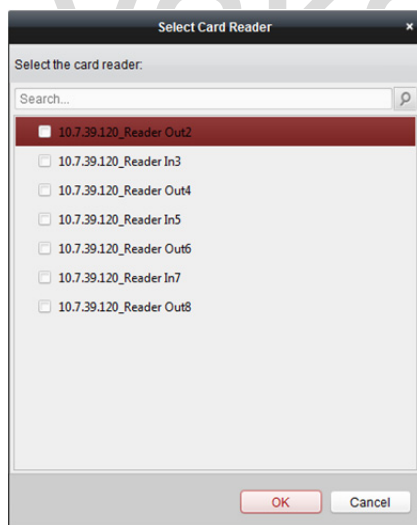 Select Card Reader ×
Select the card reader:
Search...
10.7.39.120_Reader Out2
10.7.39.120_Reader In3
10.7.39.120_Reader Out4
10.7.39.120_Reader In5
10.7.39.120_Reader Out6
10.7.39.120_Reader In7
10.7.39.120_Reader Out8
OK Cancel